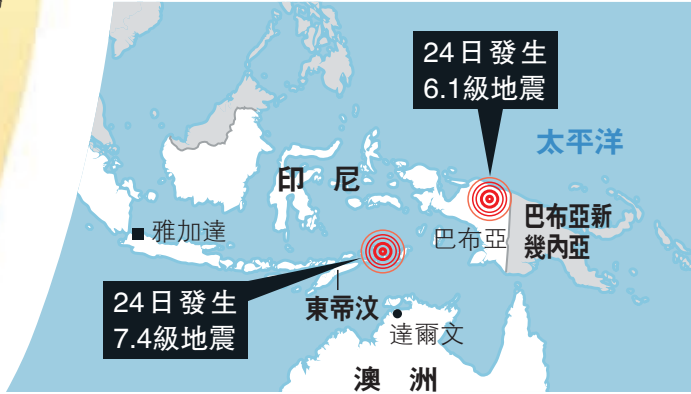 24日發生
6.1級地震
太平洋
印尼
巴布亞新
幾內亞
雅加達
巴布亞
24日發生
7.4級地震
東帝汶
達爾文
澳洲